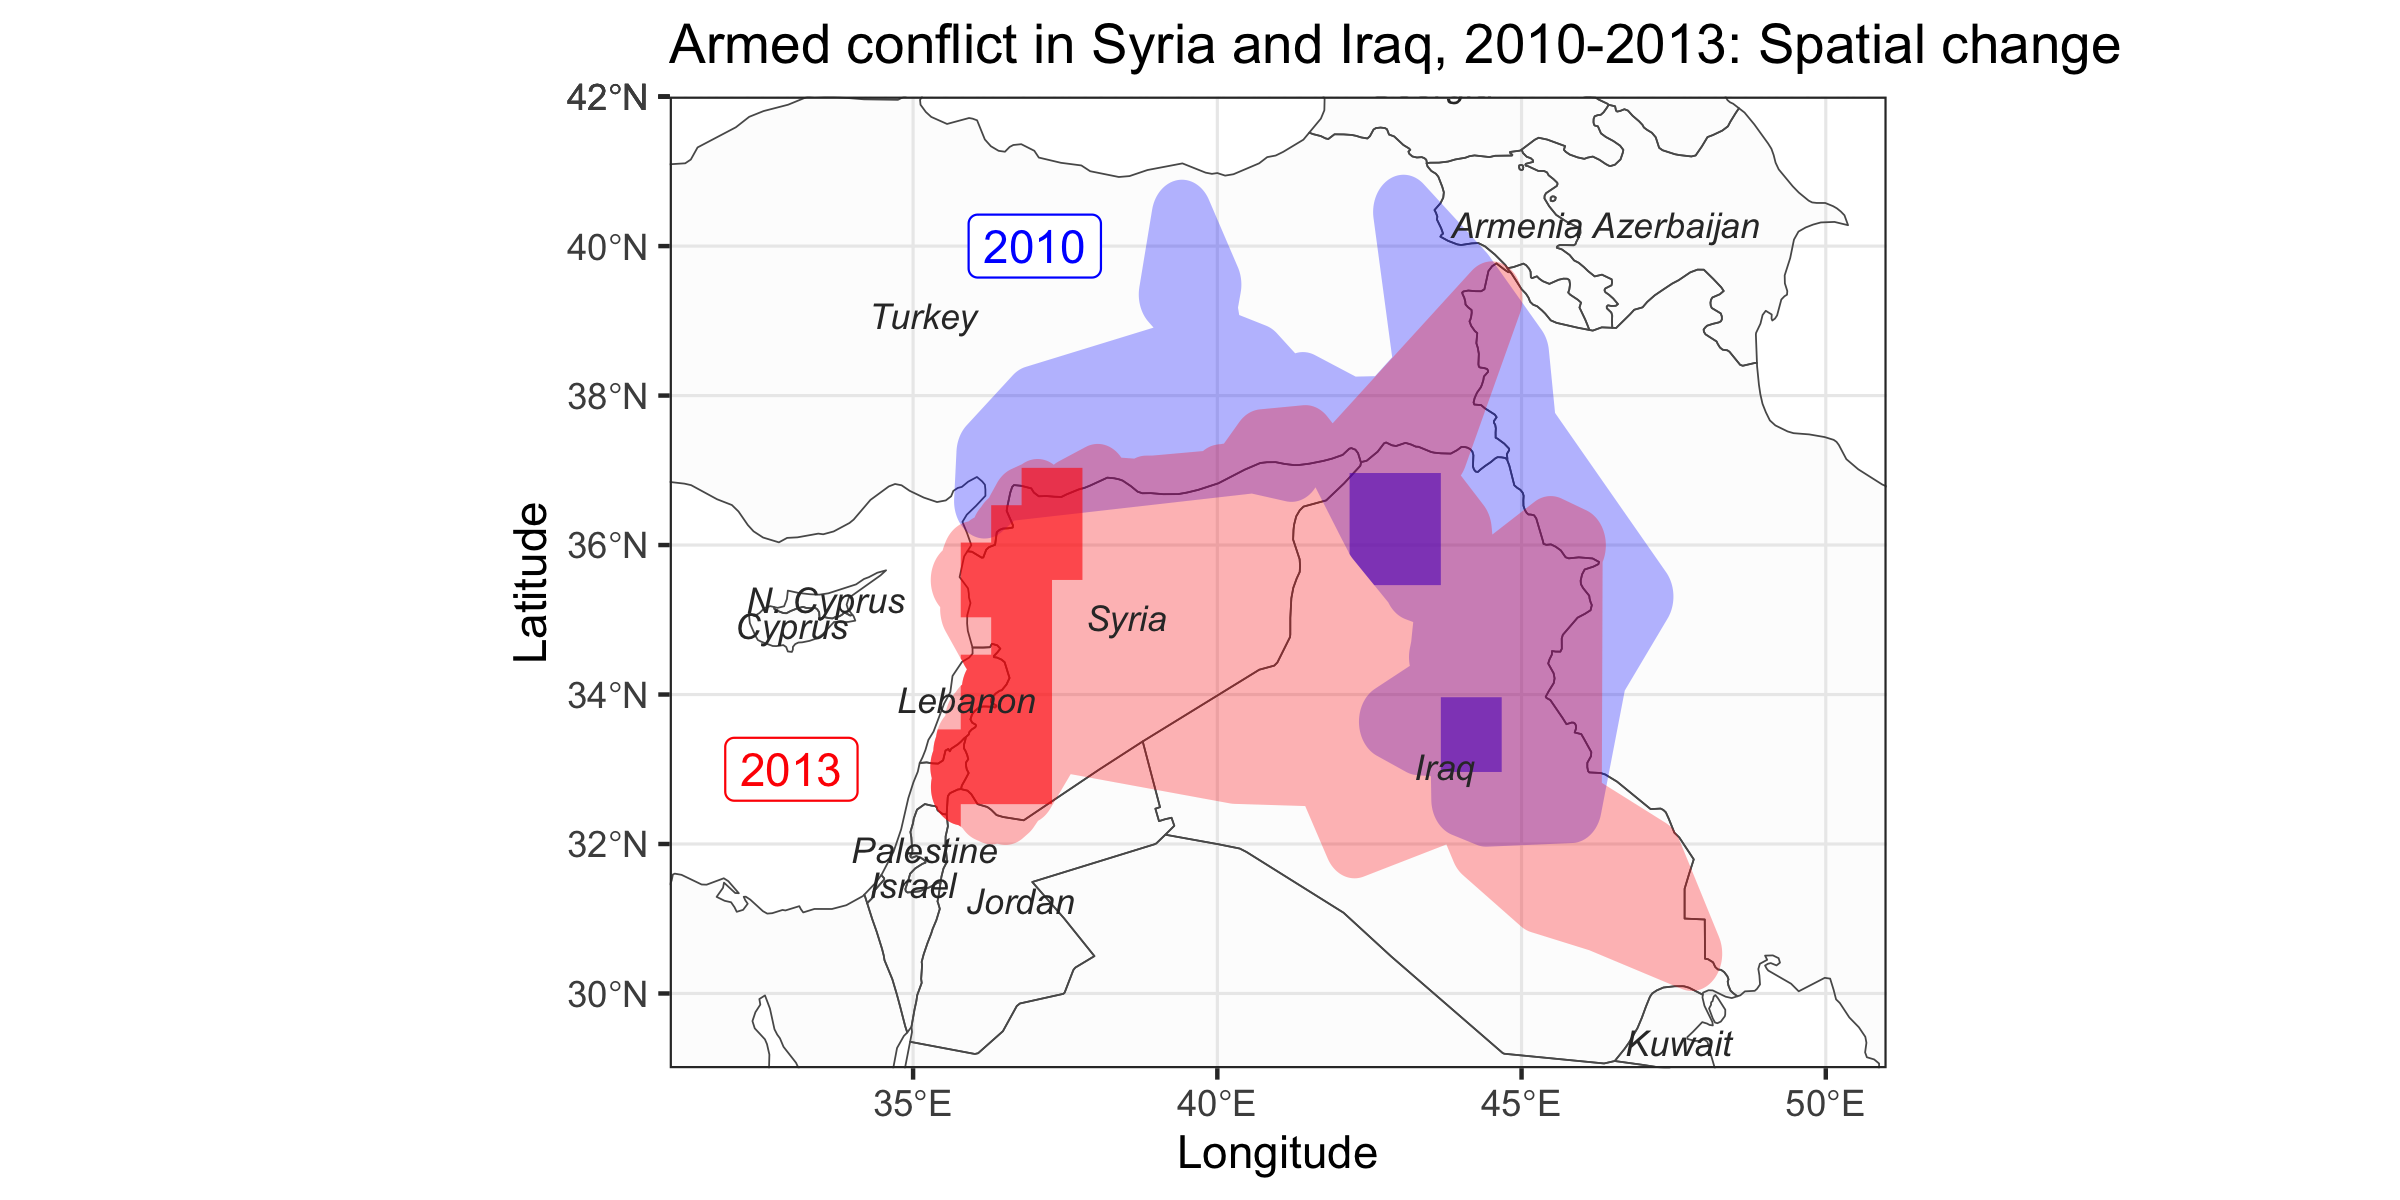 Armed conflict in Syria and Iraq, 2010-2013: Spatial change
42°N
40°N
38°N
36°N
34°N
32°N
30°N
Latitude
2010
Armenia Azerbaijan
Turkey
N. Cyprus
Cyprus
Syria
Lebanon
2013
Iraq
Palestine
Israel
Jordan
Kuwait
35°E
40°E
45°E
50°E
Longitude